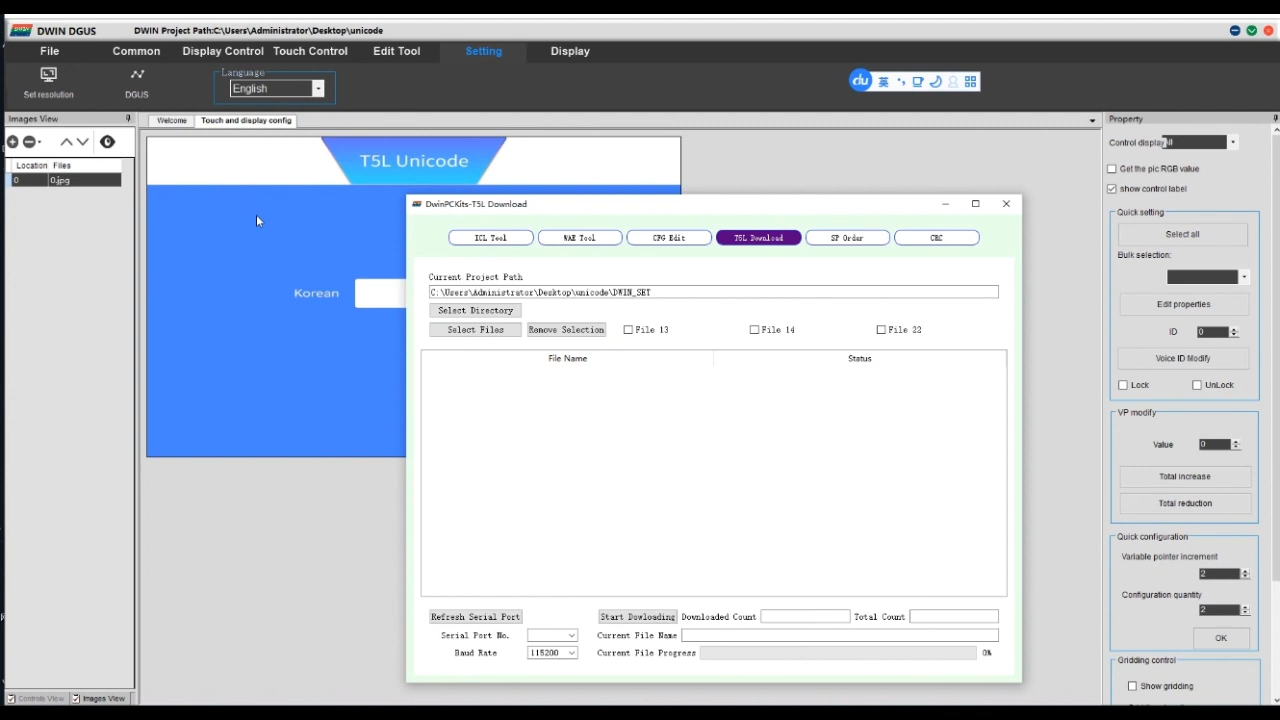 DWIN DGUS DWIN Project Path:C:\Users\Administrator\Desktop\unicode
File Common Display Control Touch Control Edit Tool Setting Display
Language
English
Set resolution DGUS
du 英
Images View
Welcome Touch and display config
Property
Location Files
0 0.jpg
T5L Unicode
Korean
DwinPCKits-T5L Download
ICL Tool WAE Tool CFG Edit T5L Download SP Order CRC
Current Project Path
C:\Users\Administrator\Desktop\unicode\DWIN_SET
Select Directory
Select Files Remove Selection File 13 File 14 File 22
File Name Status
Refresh Serial Port Start Dowloading Downloaded Count Total Count
Serial Port No. Current File Name
Baud Rate 115200 Current File Progress 0%
Control display
Get the pic RGB value
show control label
Quick setting
Select all
Bulk selection:
Edit properties
ID 0
Voice ID Modify
Lock UnLock
VP modify
Value 0
Total increase
Total reduction
Quick configuration
Variable pointer increment
2
Configuration quantity
2
OK
Gridding control
Show gridding
Controls View Images View